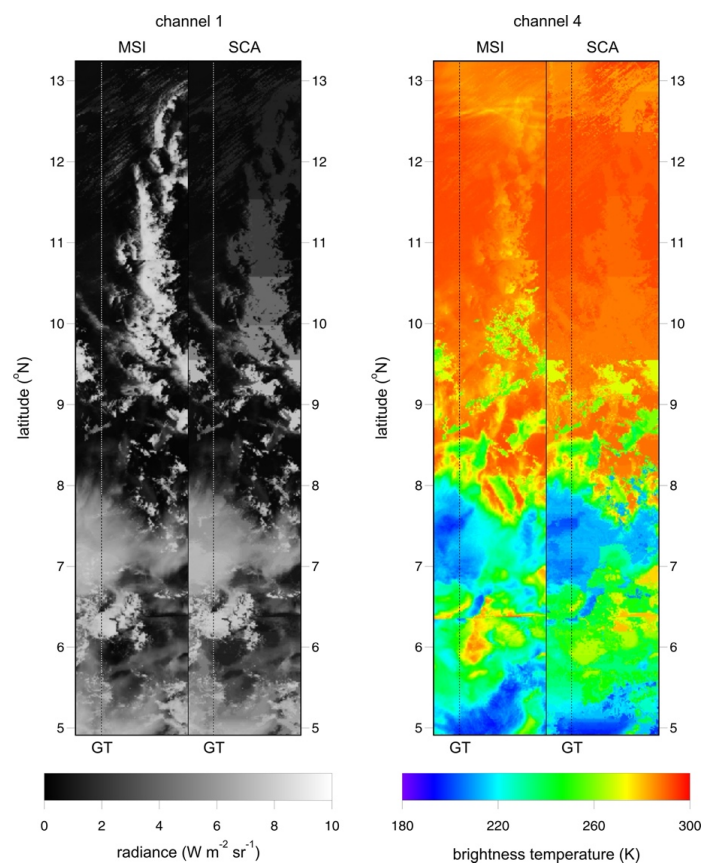 channel 1
channel 4
MSI
SCA
MSI
SCA
13
13
13
12
12
12
11
11
11
10
10
10
9
9
9
8
8
8
7
7
7
6
6
6
5
5
5
latitude (°N)
latitude (°N)
GT
GT
GT
GT
0
2
4
6
8
10
180
220
260
300
radiance (W m⁻² sr⁻¹)
brightness temperature (K)